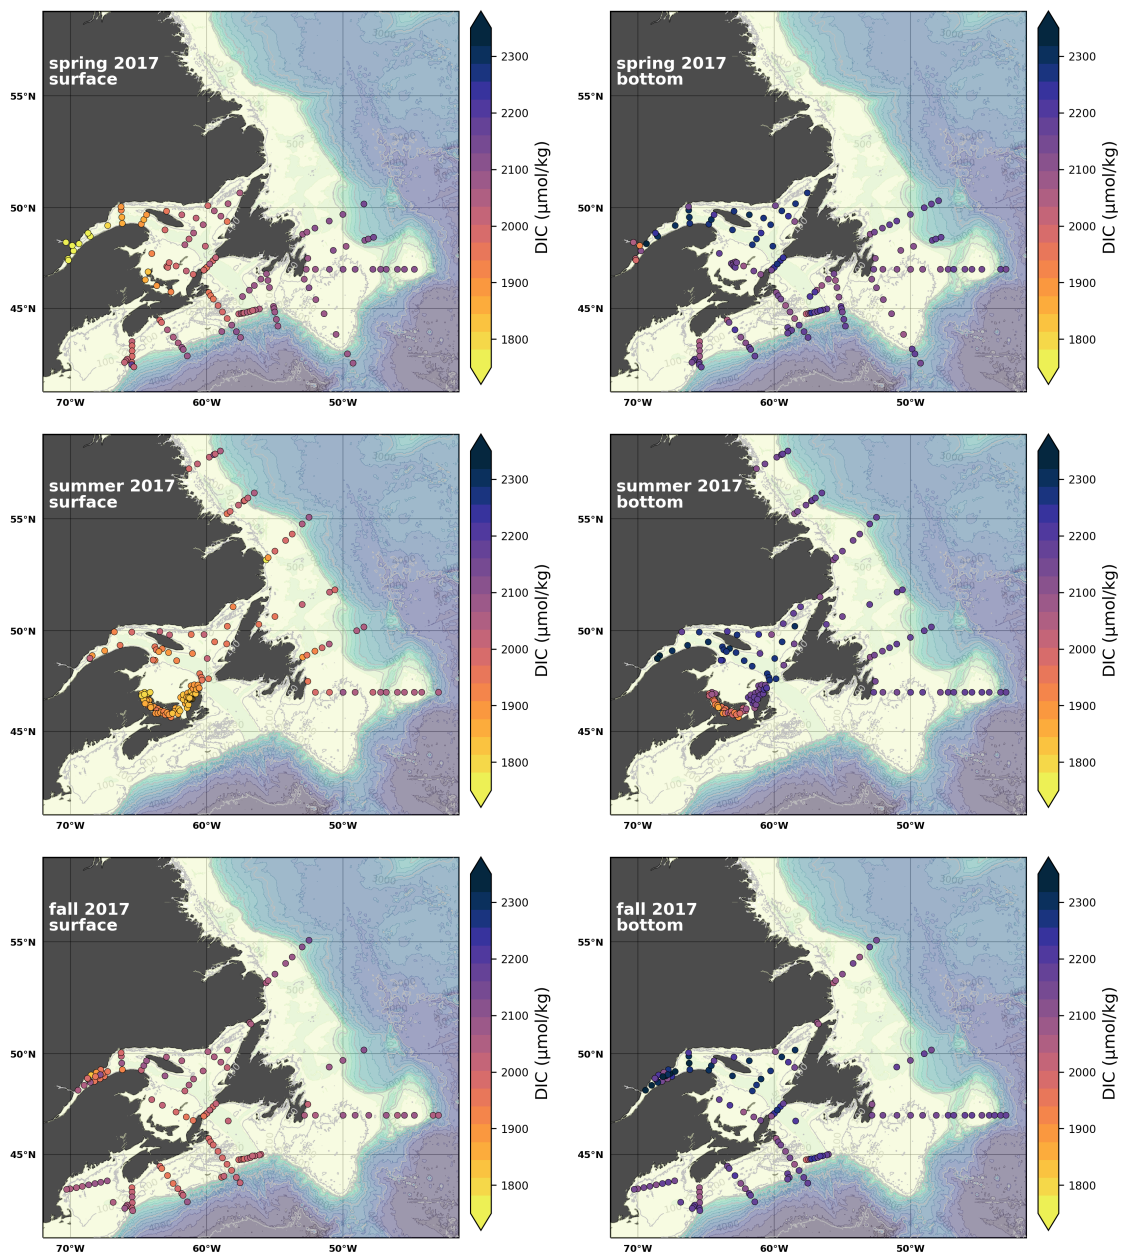 spring 2017
surface
55°N
50°N
45°N
70°W
60°W
50°W
2300
2200
2100
2000
1900
1800
DIC (µmol/kg)
spring 2017
bottom
55°N
50°N
45°N
70°W
60°W
50°W
2300
2200
2100
2000
1900
1800
DIC (µmol/kg)
summer 2017
surface
55°N
50°N
45°N
70°W
60°W
50°W
2300
2200
2100
2000
1900
1800
DIC (µmol/kg)
summer 2017
bottom
55°N
50°N
45°N
70°W
60°W
50°W
2300
2200
2100
2000
1900
1800
DIC (µmol/kg)
fall 2017
surface
55°N
50°N
45°N
70°W
60°W
50°W
2300
2200
2100
2000
1900
1800
DIC (µmol/kg)
fall 2017
bottom
55°N
50°N
45°N
70°W
60°W
50°W
2300
2200
2100
2000
1900
1800
DIC (µmol/kg)